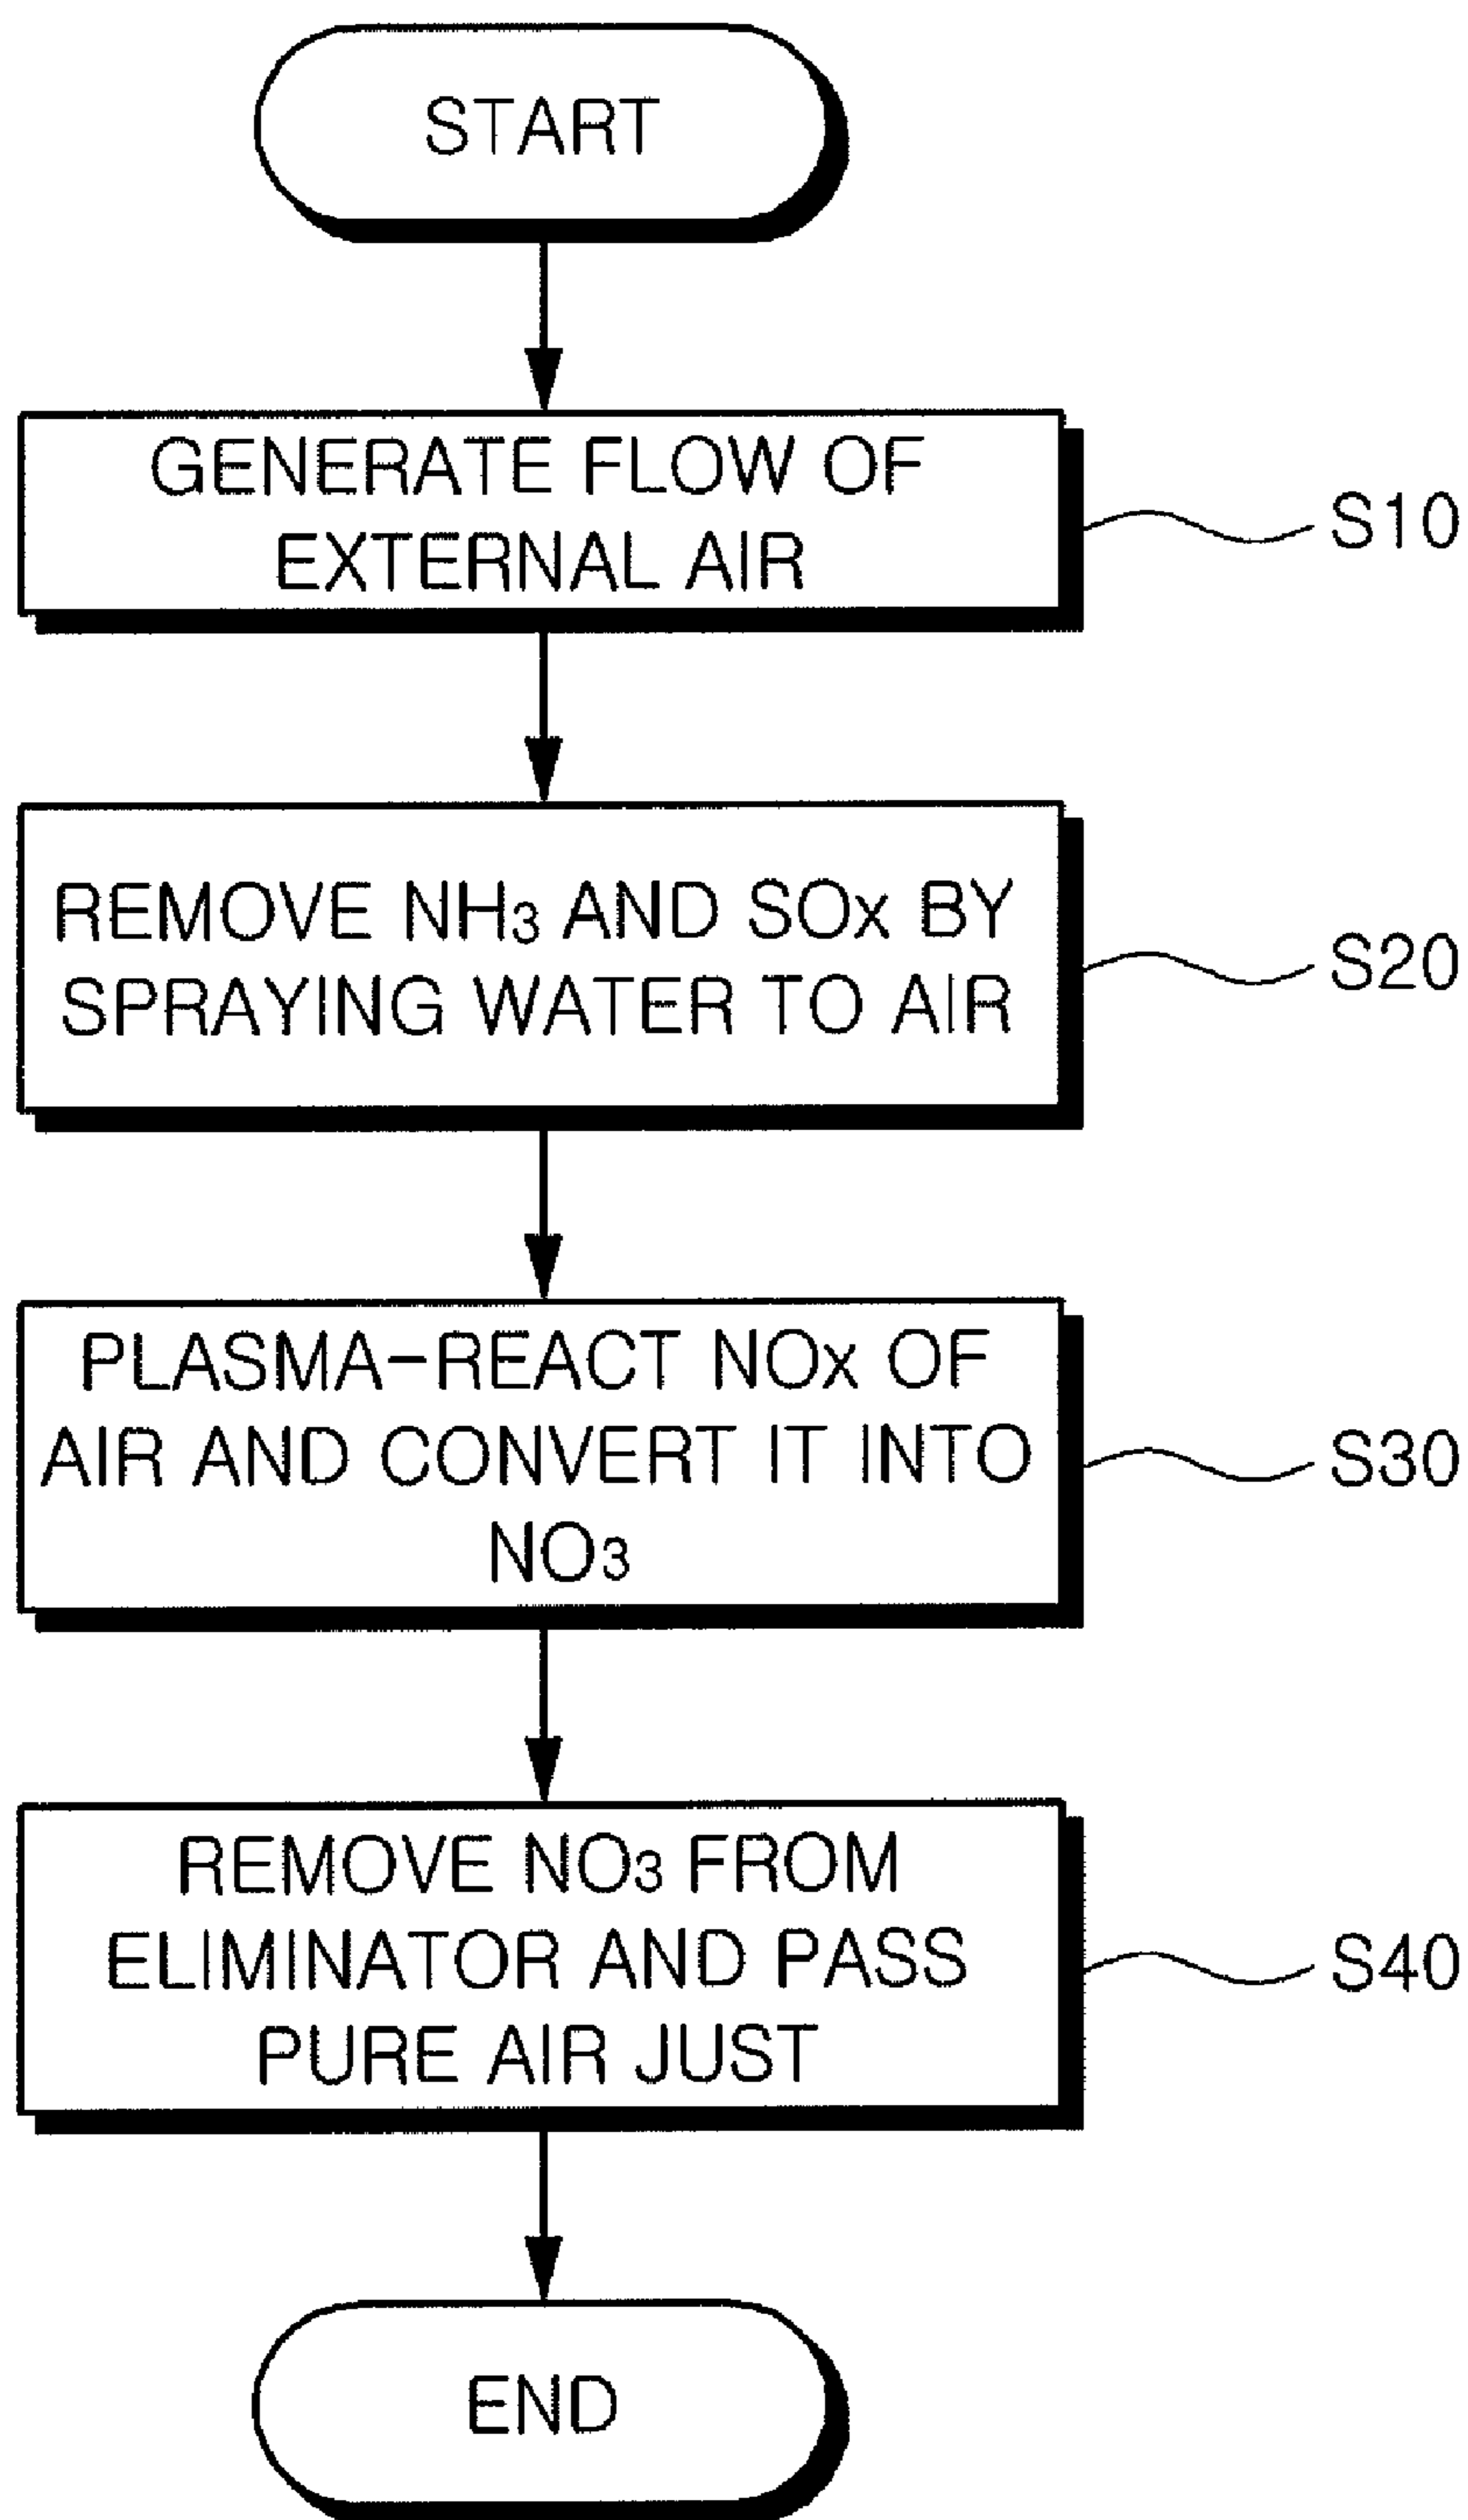 START
GENERATE FLOW OF
EXTERNAL AIR
S10
REMOVE NH₃ AND SOx BY
SPRAYING WATER TO AIR
S20
PLASMA-REACT NOx OF
AIR AND CONVERT IT INTO
NO₃
S30
REMOVE NO₃ FROM
ELIMINATOR AND PASS
PURE AIR JUST
S40
END